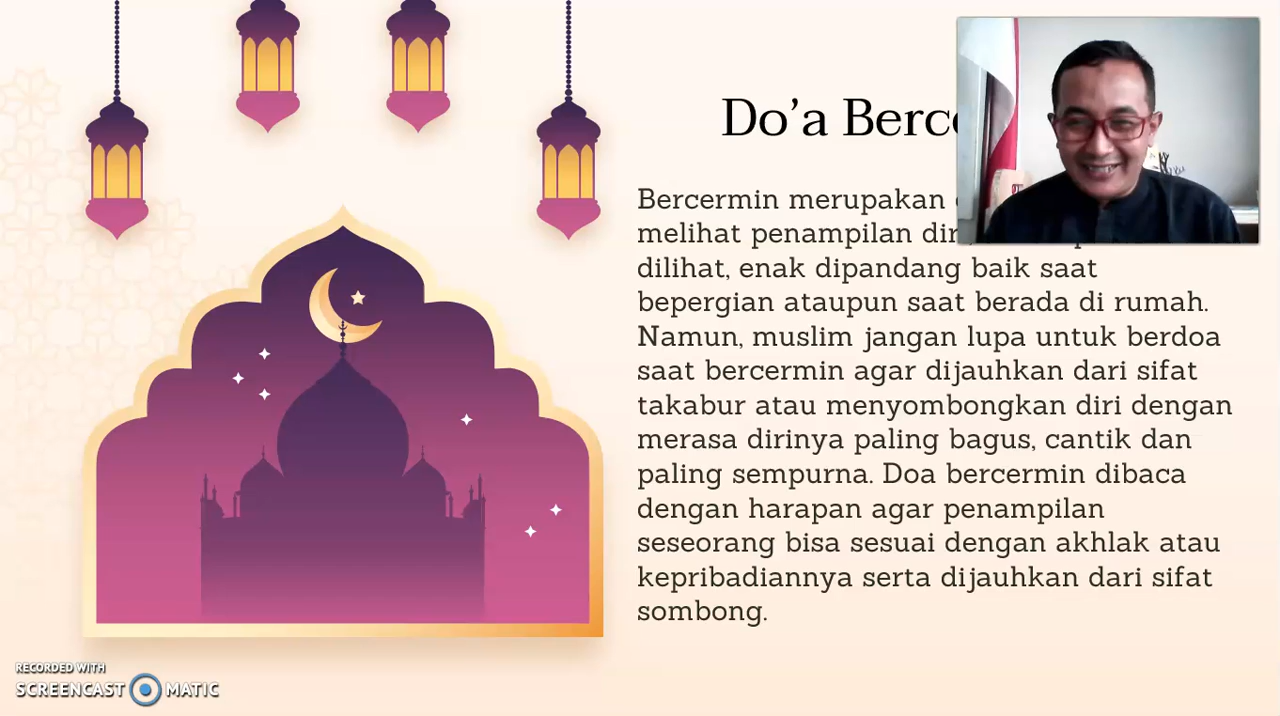 Do’a Berc
Bercermin merupakan
melihat penampilan
dilihat, enak dipandang baik saat
bepergian ataupun saat berada di rumah.
Namun, muslim jangan lupa untuk berdoa
saat bercermin agar dijauhkan dari sifat
takabur atau menyombongkan diri dengan
merasa dirinya paling bagus, cantik dan
paling sempurna. Doa bercermin dibaca
dengan harapan agar penampilan
seseorang bisa sesuai dengan akhlak atau
kepribadiannya serta dijauhkan dari sifat
sombong.
RECORDED WITH
SCREENCAST MATIC